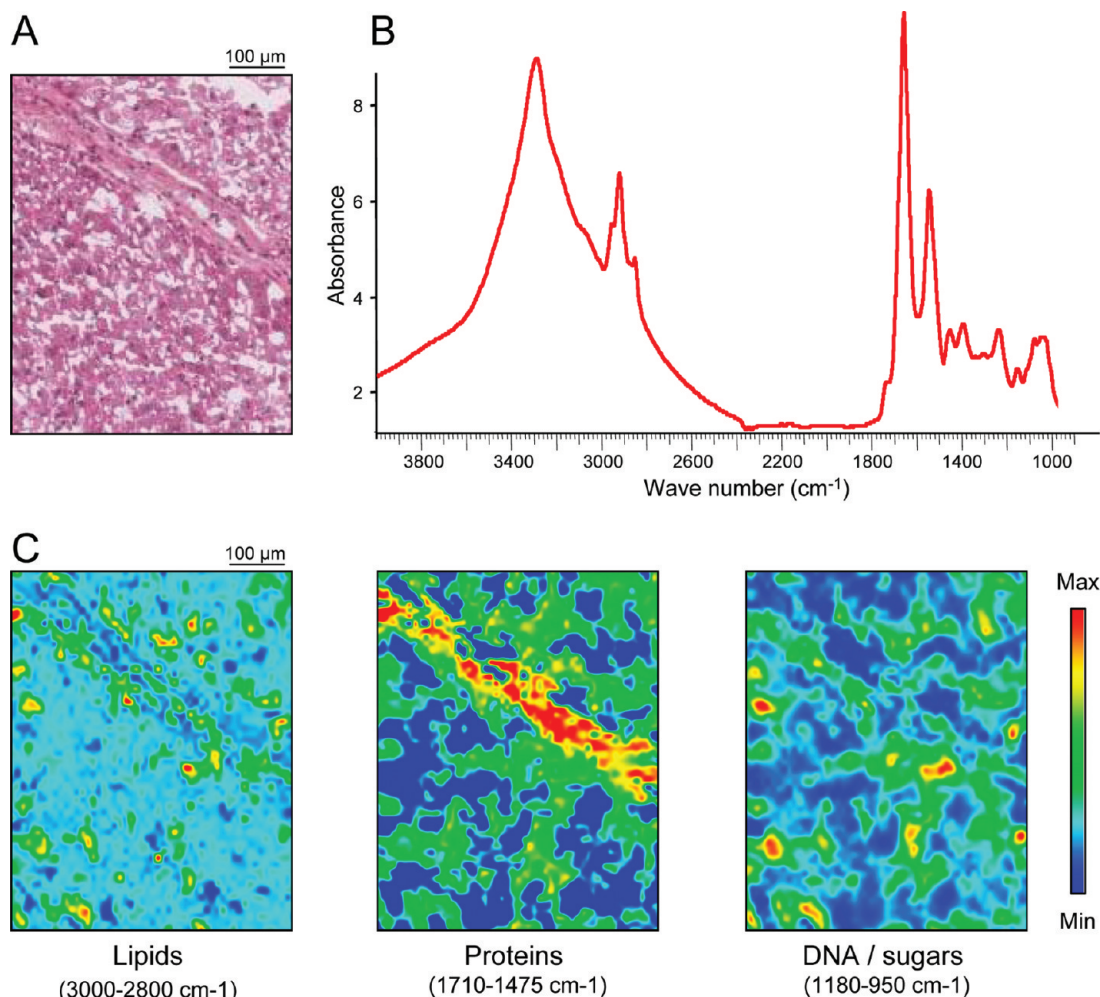 A
100 µm
B
8
6
4
2
Absorbance
3800
3400
3000
2600
2200
1800
1400
1000
Wave number (cm-1)
C
100 µm
Max
Min
Lipids
(3000-2800 cm-1)
Proteins
(1710-1475 cm-1)
DNA / sugars
(1180-950 cm-1)